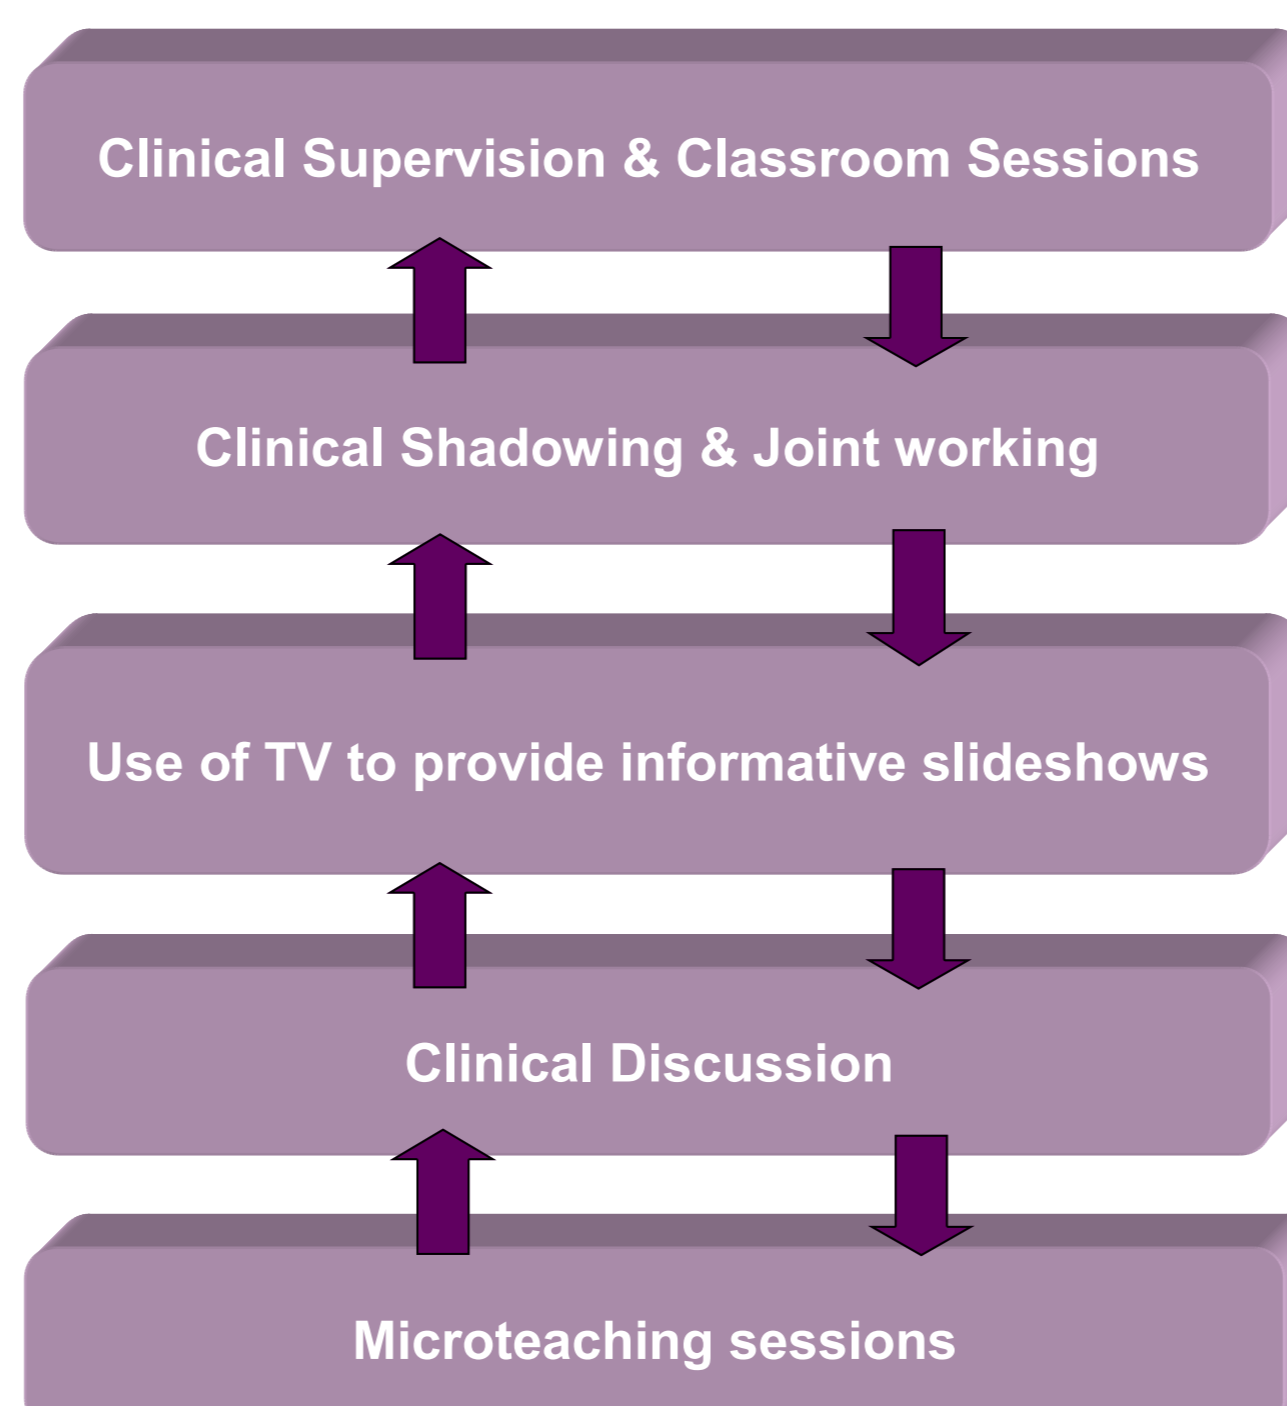 Clinical Supervision & Classroom Sessions
Clinical Shadowing & Joint working
Use of TV to provide informative slideshows
Clinical Discussion
Microteaching sessions